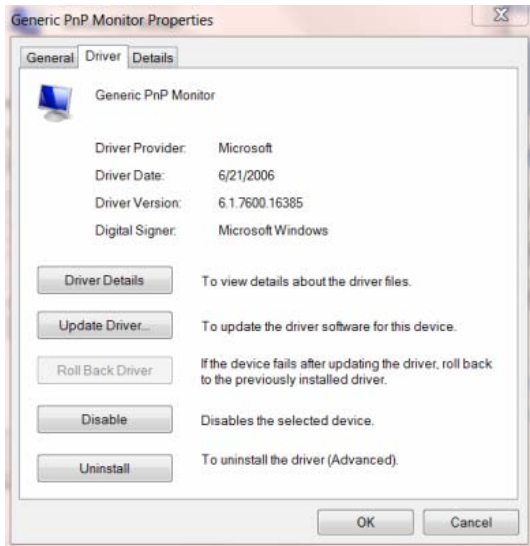 Generic PnP Monitor Properties
General Driver Details
Generic PnP Monitor
Driver Provider: Microsoft
Driver Date: 6/21/2006
Driver Version: 6.1.7600.16385
Digital Signer: Microsoft Windows
Driver Details To view details about the driver files.
Update Driver... To update the driver software for this device.
Roll Back Driver If the device fails after updating the driver, roll back
to the previously installed driver.
Disable Disables the selected device.
Uninstall To uninstall the driver (Advanced).
OK Cancel